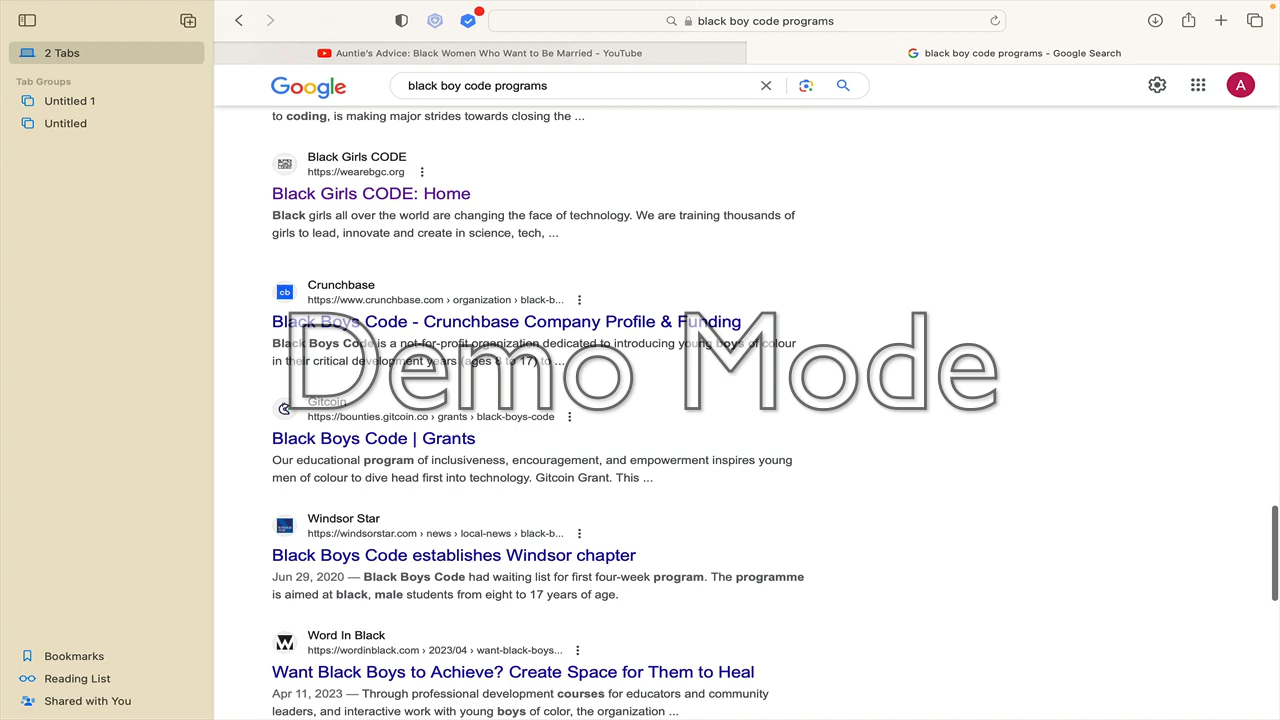 black boy code programs
2 Tabs
Auntie's Advice: Black Women Who Want to Be Married - YouTube
black boy code programs - Google Search
Tab Groups
Untitled 1
Untitled
Google
black boy code programs
A
to coding, is making major strides towards closing the ...
Black Girls CODE
https://wearebgc.org
Black Girls CODE: Home
Black girls all over the world are changing the face of technology. We are training thousands of
girls to lead, innovate and create in science, tech, ...
cb
Crunchbase
https://www.crunchbase.com › organization › black-b...
Black Boys Code - Crunchbase Company Profile & Funding
Black Boys Code is a not-for-profit organization dedicated to introducing young boys of colour
in their critical development years (ages 8 to 17) to ...
Demo Mode
Gitcoin
https://bounties.gitcoin.co › grants › black-boys-code
Black Boys Code | Grants
Our educational program of inclusiveness, encouragement, and empowerment inspires young
men of colour to dive head first into technology. Gitcoin Grant. This ...
Windsor Star
https://windsorstar.com › news › local-news › black-b...
Black Boys Code establishes Windsor chapter
Jun 29, 2020 — Black Boys Code had waiting list for first four-week program. The programme
is aimed at black, male students from eight to 17 years of age.
W
Word In Black
https://wordinblack.com › 2023/04 › want-black-boys...
Want Black Boys to Achieve? Create Space for Them to Heal
Apr 11, 2023 — Through professional development courses for educators and community
leaders, and interactive work with young boys of color, the organization ...
Bookmarks
Reading List
Shared with You